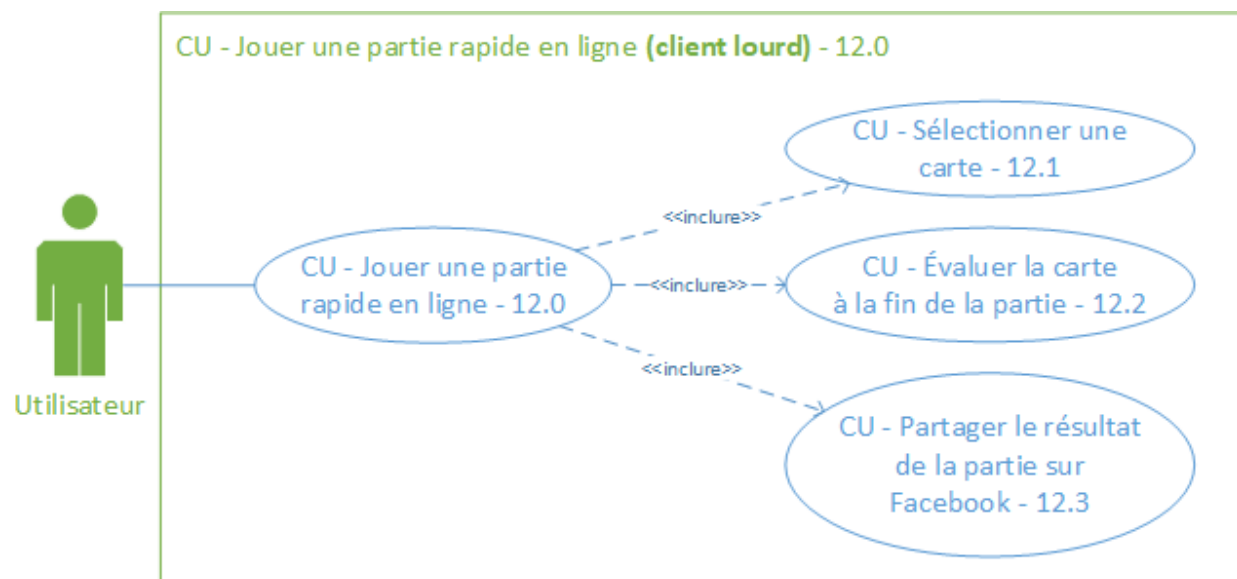 CU - Jouer une partie rapide en ligne (client lourd) - 12.0
CU - Sélectionner une
carte - 12.1
<<inclure>>
CU - Jouer une partie
rapide en ligne - 12.0
<<inclure>>
CU - Évaluer la carte
à la fin de la partie - 12.2
<<inclure>>
Utilisateur
CU - Partager le résultat
de la partie sur
Facebook - 12.3